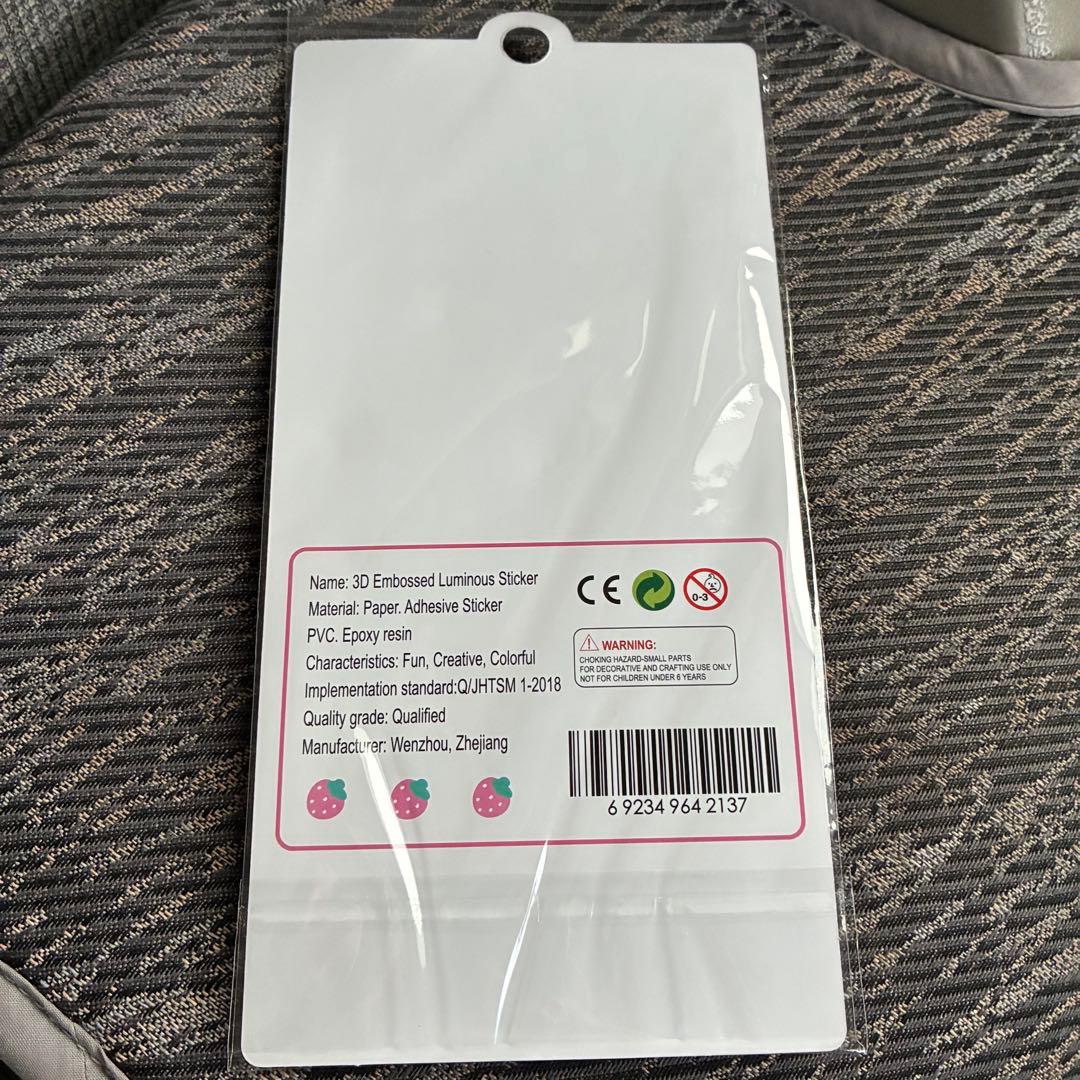 Name: 3D Embossed Luminous Sticker
Material: Paper. Adhesive Sticker
PVC. Epoxy resin
Characteristics: Fun, Creative, Colorful
Implementation standard:Q/JHTSM 1-2018
Quality grade: Qualified
Manufacturer: Wenzhou, Zhejiang
CE
0-3
WARNING:
CHOKING HAZARD-SMALL PARTS
FOR DECORATIVE AND CRAFTING USE ONLY
NOT FOR CHILDREN UNDER 6 YEARS
6 9234 964 2137